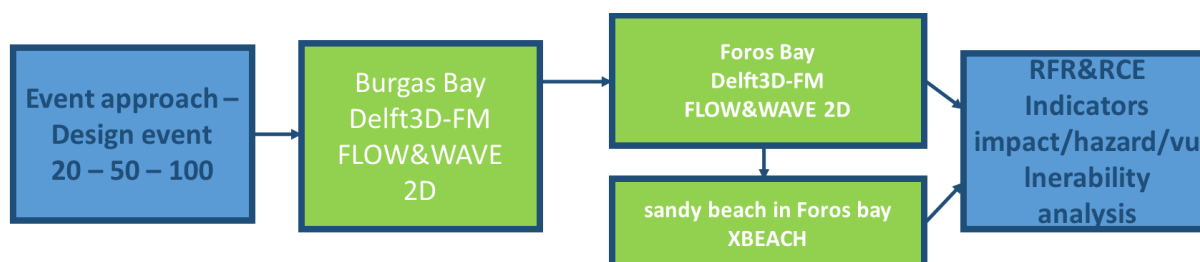 Event approach –
Design event
20 – 50 – 100
Burgas Bay
Delft3D-FM
FLOW&WAVE
2D
Foros Bay
Delft3D-FM
FLOW&WAVE 2D
sandy beach in Foros bay
XBEACH
RFR&RCE
Indicators
impact/hazard/vu
lnerability
analysis